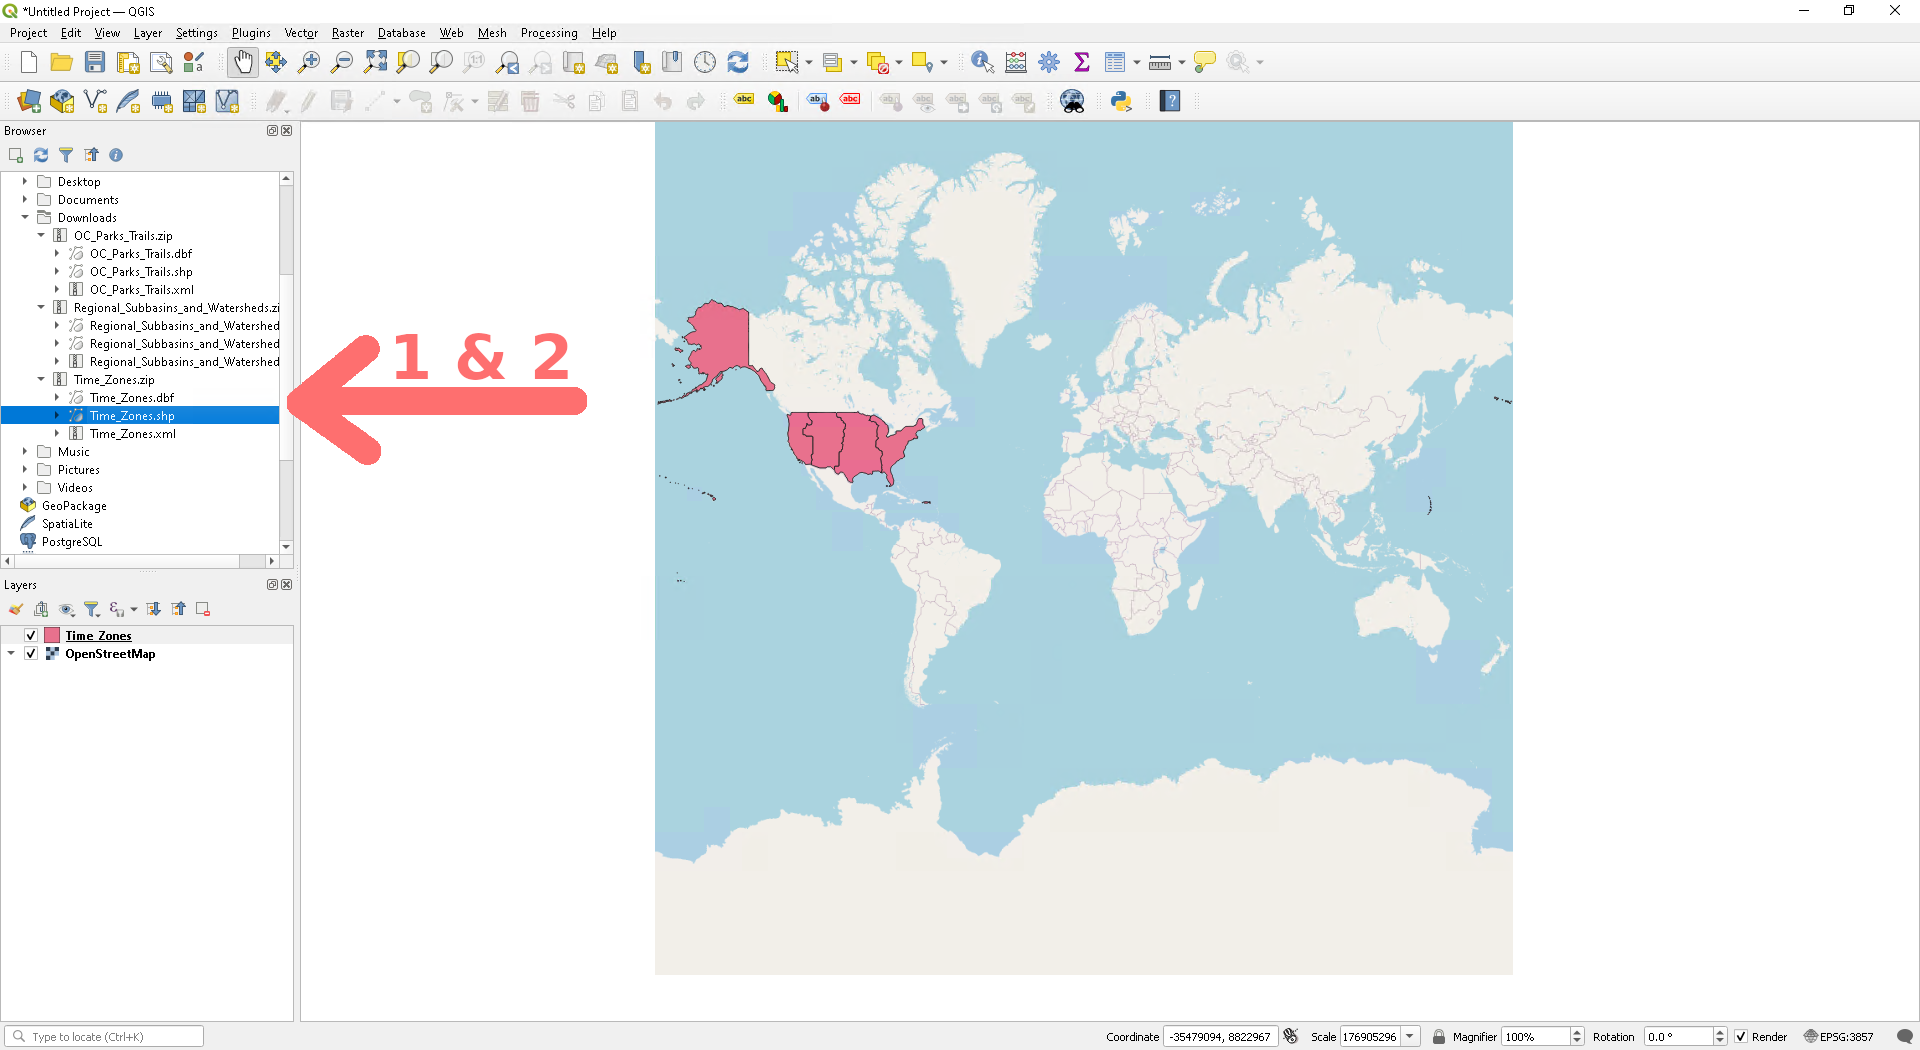 *Untitled Project — QGIS
Project Edit View Layer Settings Plugins Vector Raster Database Web Mesh Processing Help
Browser
Desktop
Documents
Downloads
OC_Parks_Trails.zip
OC_Parks_Trails.dbf
OC_Parks_Trails.shp
OC_Parks_Trails.xml
Regional_Subbasins_and_Watersheds.zi
Regional_Subbasins_and_Watershed
Regional_Subbasins_and_Watershed
Regional_Subbasins_and_Watershed
1 & 2
Time_Zones.zip
Time_Zones.dbf
Time_Zones.shp
Time_Zones.xml
Music
Pictures
Videos
GeoPackage
SpatiaLite
PostgreSQL
Layers
Time_Zones
OpenStreetMap
Type to locate (Ctrl+K)
Coordinate -35479094, 8822967 Scale 176905296 Magnifier 100% Rotation 0.0 ° Render EPSG:3857